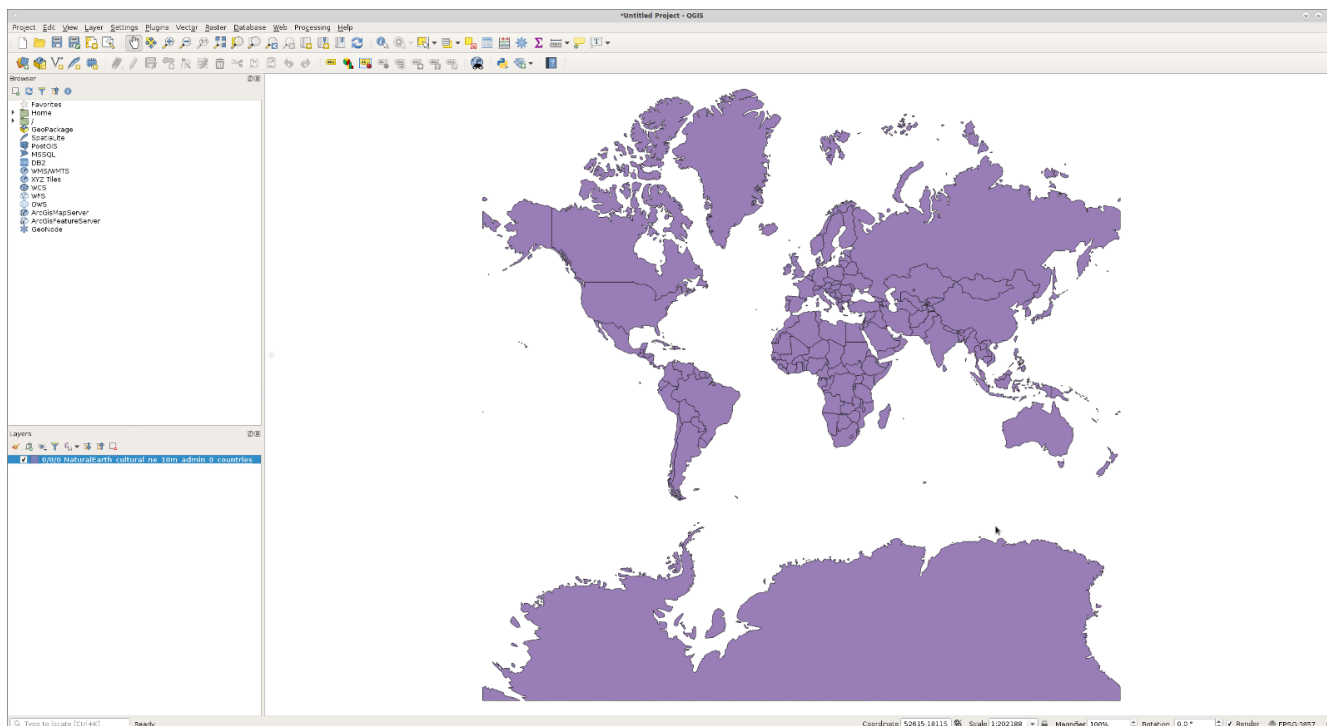 *Untitled Project - QGIS
Project Edit View Layer Settings Plugins Vector Raster Database Web Processing Help
Browser
Favorites
Home
/
GeoPackage
SpatiaLite
PostGIS
MSSQL
DB2
WMS/WMTS
XYZ Tiles
WCS
WFS
OWS
ArcGisMapServer
ArcGisFeatureServer
GeoNode
Layers
0/0/0 NaturalEarth cultural ne 10m admin 0 countries
Type to locate (Ctrl+K) Ready Coordinate 52615,18115 Scale 1:202188 Magnifier 100% Rotation 0.0 ° Render EPSG:3857